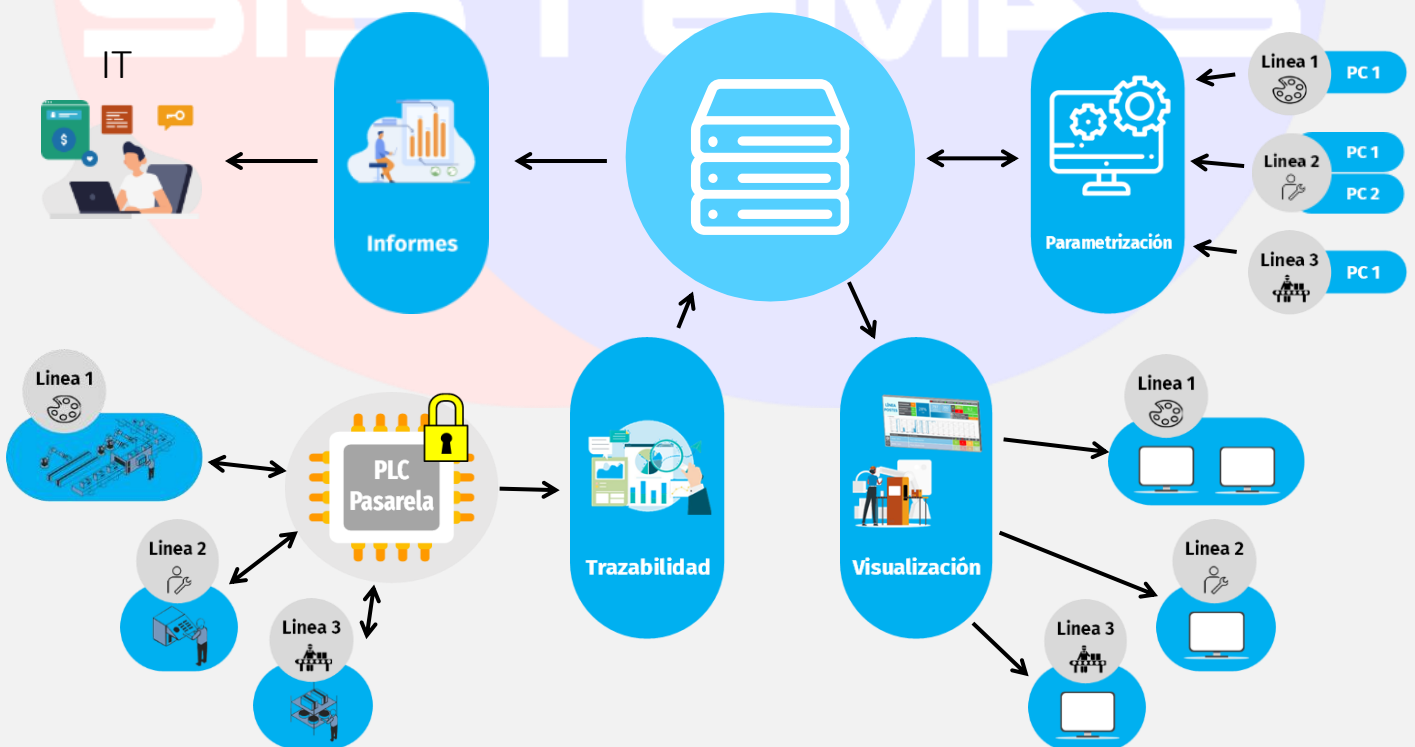 SISTEMAS
IT
Informes
Parametrización
Linea 1
PC 1
Linea 2
PC 1
PC 2
Linea 3
PC 1
Linea 1
Linea 2
Linea 3
PLC
Pasarela
Trazabilidad
Visualización
Linea 1
Linea 2
Linea 3